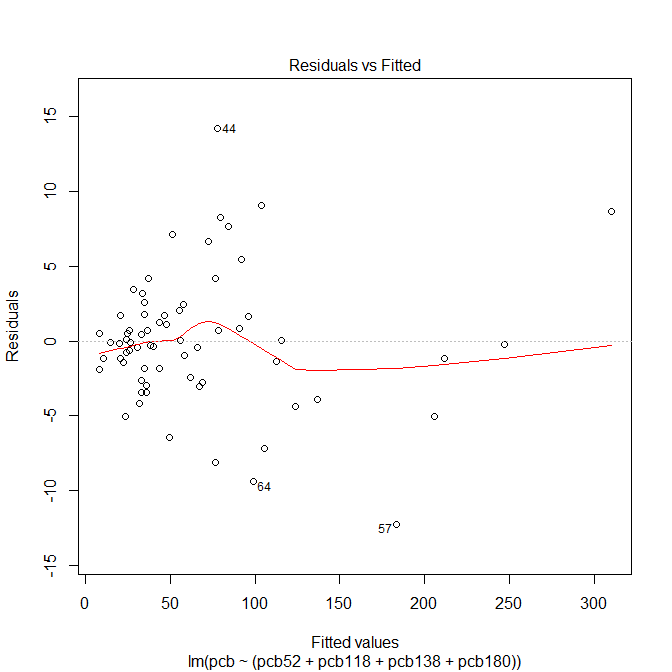 Residuals vs Fitted
15
10
5
0
-5
-10
-15
Residuals
44
64
57
0 50 100 150 200 250 300
Fitted values
lm(pcb ~ (pcb52 + pcb118 + pcb138 + pcb180))